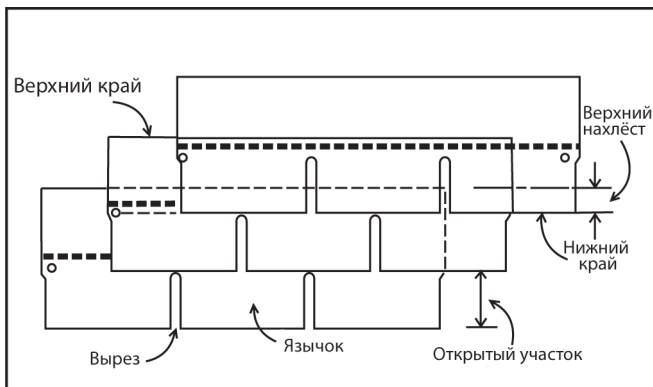 Верхний край
Верхний
нахлёст
Нижний
край
Вырез
Язычок
Открытый участок